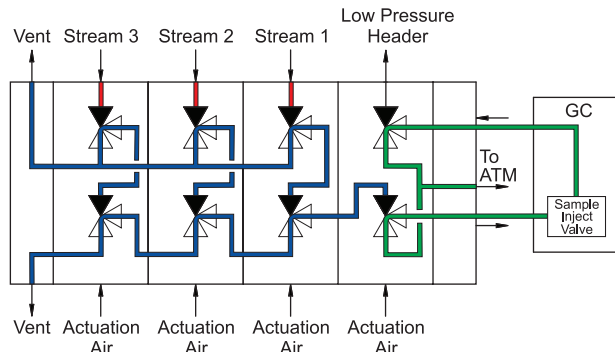 Vent
Stream 3
Stream 2
Stream 1
Low Pressure
Header
GC
To
ATM
Sample
Inject
Valve
Vent
Actuation
Air
Actuation
Air
Actuation
Air
Actuation
Air